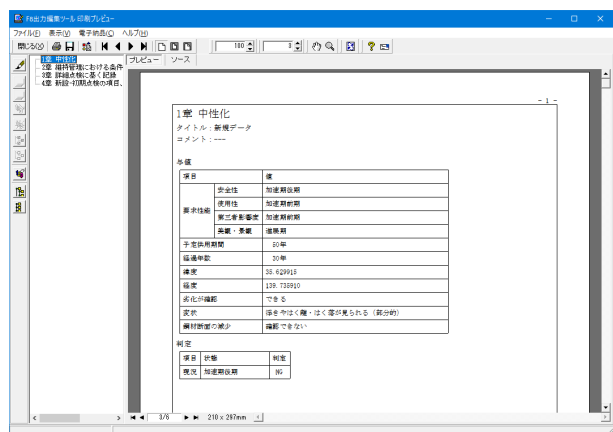 F8出力編集ツール 印刷プレビュー
ファイル(F) 表示(V) 電子納品(C) ヘルプ(H)
閉じる(X) 100 3
1章 中性化
2章 維持管理における条件
3章 詳細点検に基く記録
4章 新設・初期点検の項目、
プレビュー ソース
- 1 -
1章 中性化
タイトル：新規データ
コメント：---
項目 値
要求性能 安全性 加速期後期
使用性 加速期前期
第三者影響度 加速期前期
美観・景観 進展期
予定供用期間 50年
経過年数 30年
緯度 35.629915
経度 139.735910
劣化が確認 できる
変状 浮きやはく離・はく落が見られる（部分的）
鋼材断面の減少 確認できない
判定
項目 状態 判定
現況 加速期後期 NG
3/6 210 x 297mm